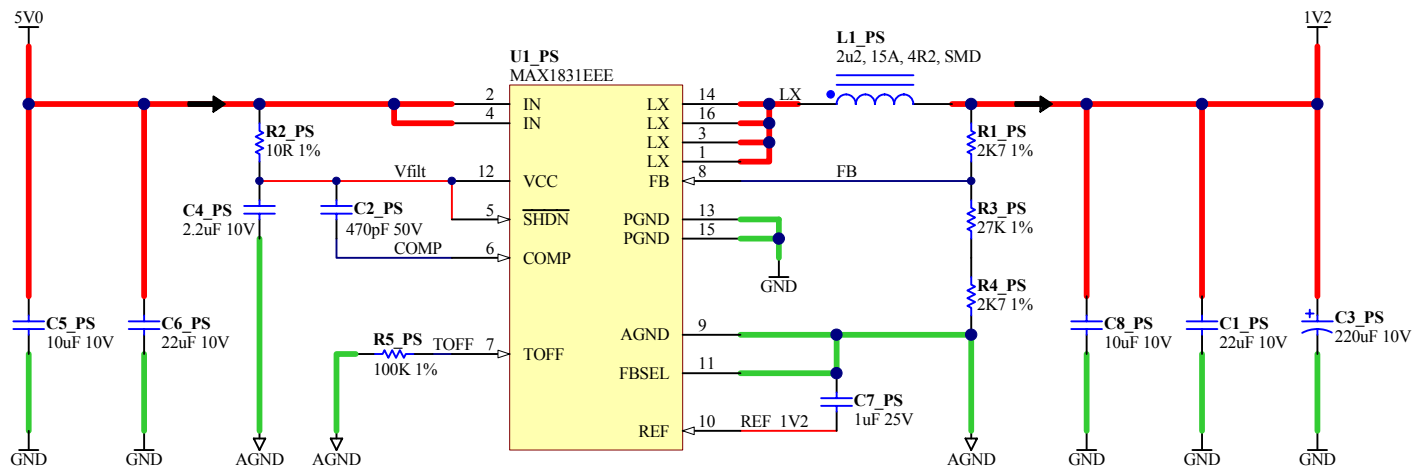 5V0
1V2
L1_PS
2u2, 15A, 4R2, SMD
U1_PS
MAX1831EEE
2 IN LX 14 LX
4 IN LX 16
LX 3
LX 1
R2_PS
10R 1%
R1_PS
2K7 1%
Vfilt 12 VCC FB 8 FB
C4_PS
2.2uF 10V
C2_PS
470pF 50V
5 SHDN PGND 13
PGND 15
R3_PS
27K 1%
COMP 6 COMP
GND
R4_PS
2K7 1%
C5_PS
10uF 10V
C6_PS
22uF 10V
AGND 9
C8_PS
10uF 10V
C1_PS
22uF 10V
+
C3_PS
220uF 10V
R5_PS
100K 1%
TOFF 7 TOFF
FBSEL 11
C7_PS
1uF 25V
REF 10 REF_1V2
GND GND AGND AGND AGND GND GND GND